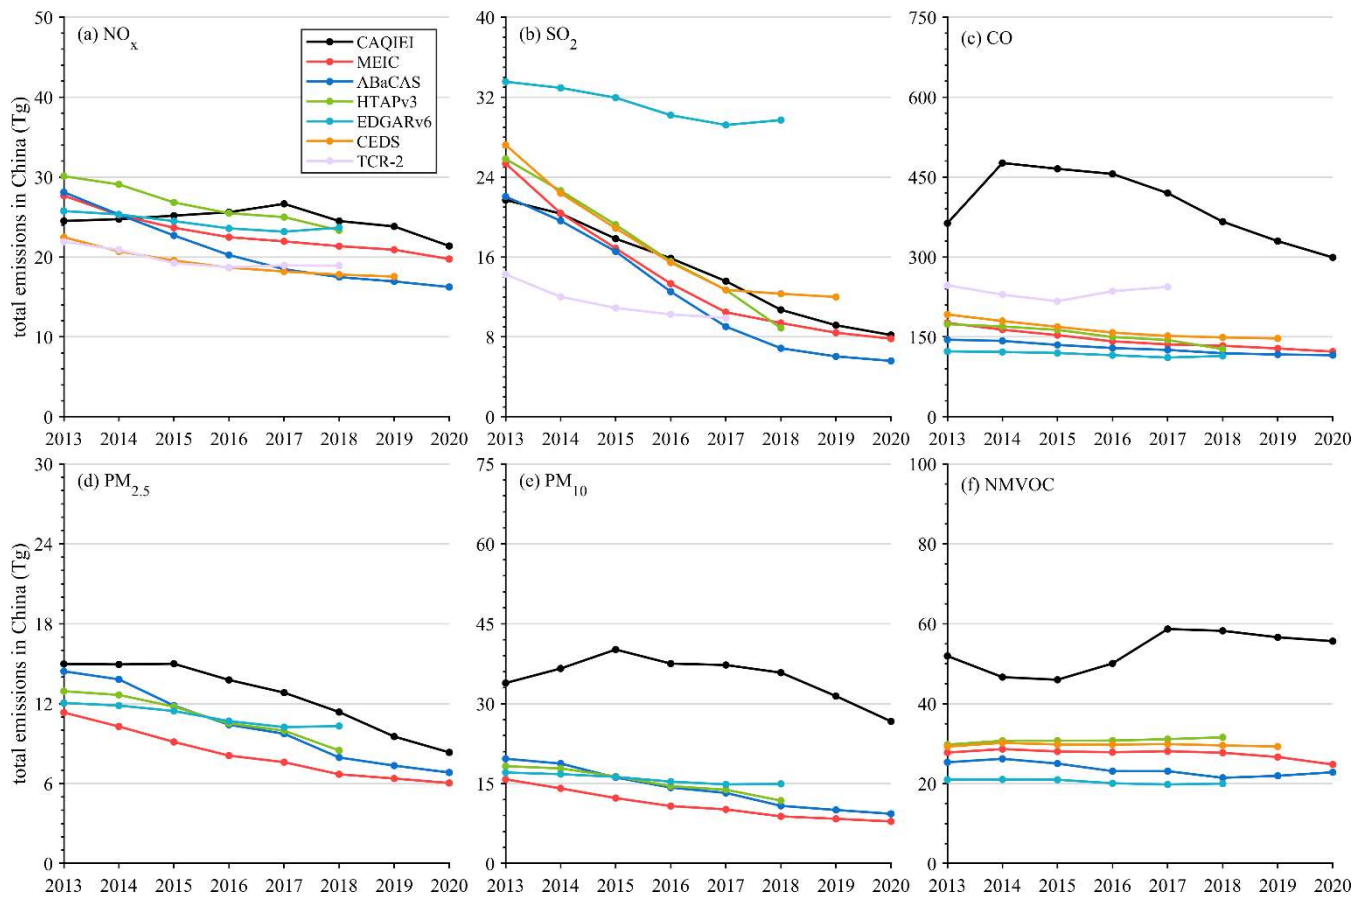 (a) NOx
CAQIEI
MEIC
ABaCAS
HTAPv3
EDGARv6
CEDS
TCR-2
total emissions in China (Tg)
50
40
30
20
10
0
2013 2014 2015 2016 2017 2018 2019 2020
(b) SO2
40
32
24
16
8
0
2013 2014 2015 2016 2017 2018 2019 2020
(c) CO
750
600
450
300
150
0
2013 2014 2015 2016 2017 2018 2019 2020
(d) PM2.5
total emissions in China (Tg)
30
24
18
12
6
0
2013 2014 2015 2016 2017 2018 2019 2020
(e) PM10
75
60
45
30
15
0
2013 2014 2015 2016 2017 2018 2019 2020
(f) NMVOC
100
80
60
40
20
0
2013 2014 2015 2016 2017 2018 2019 2020